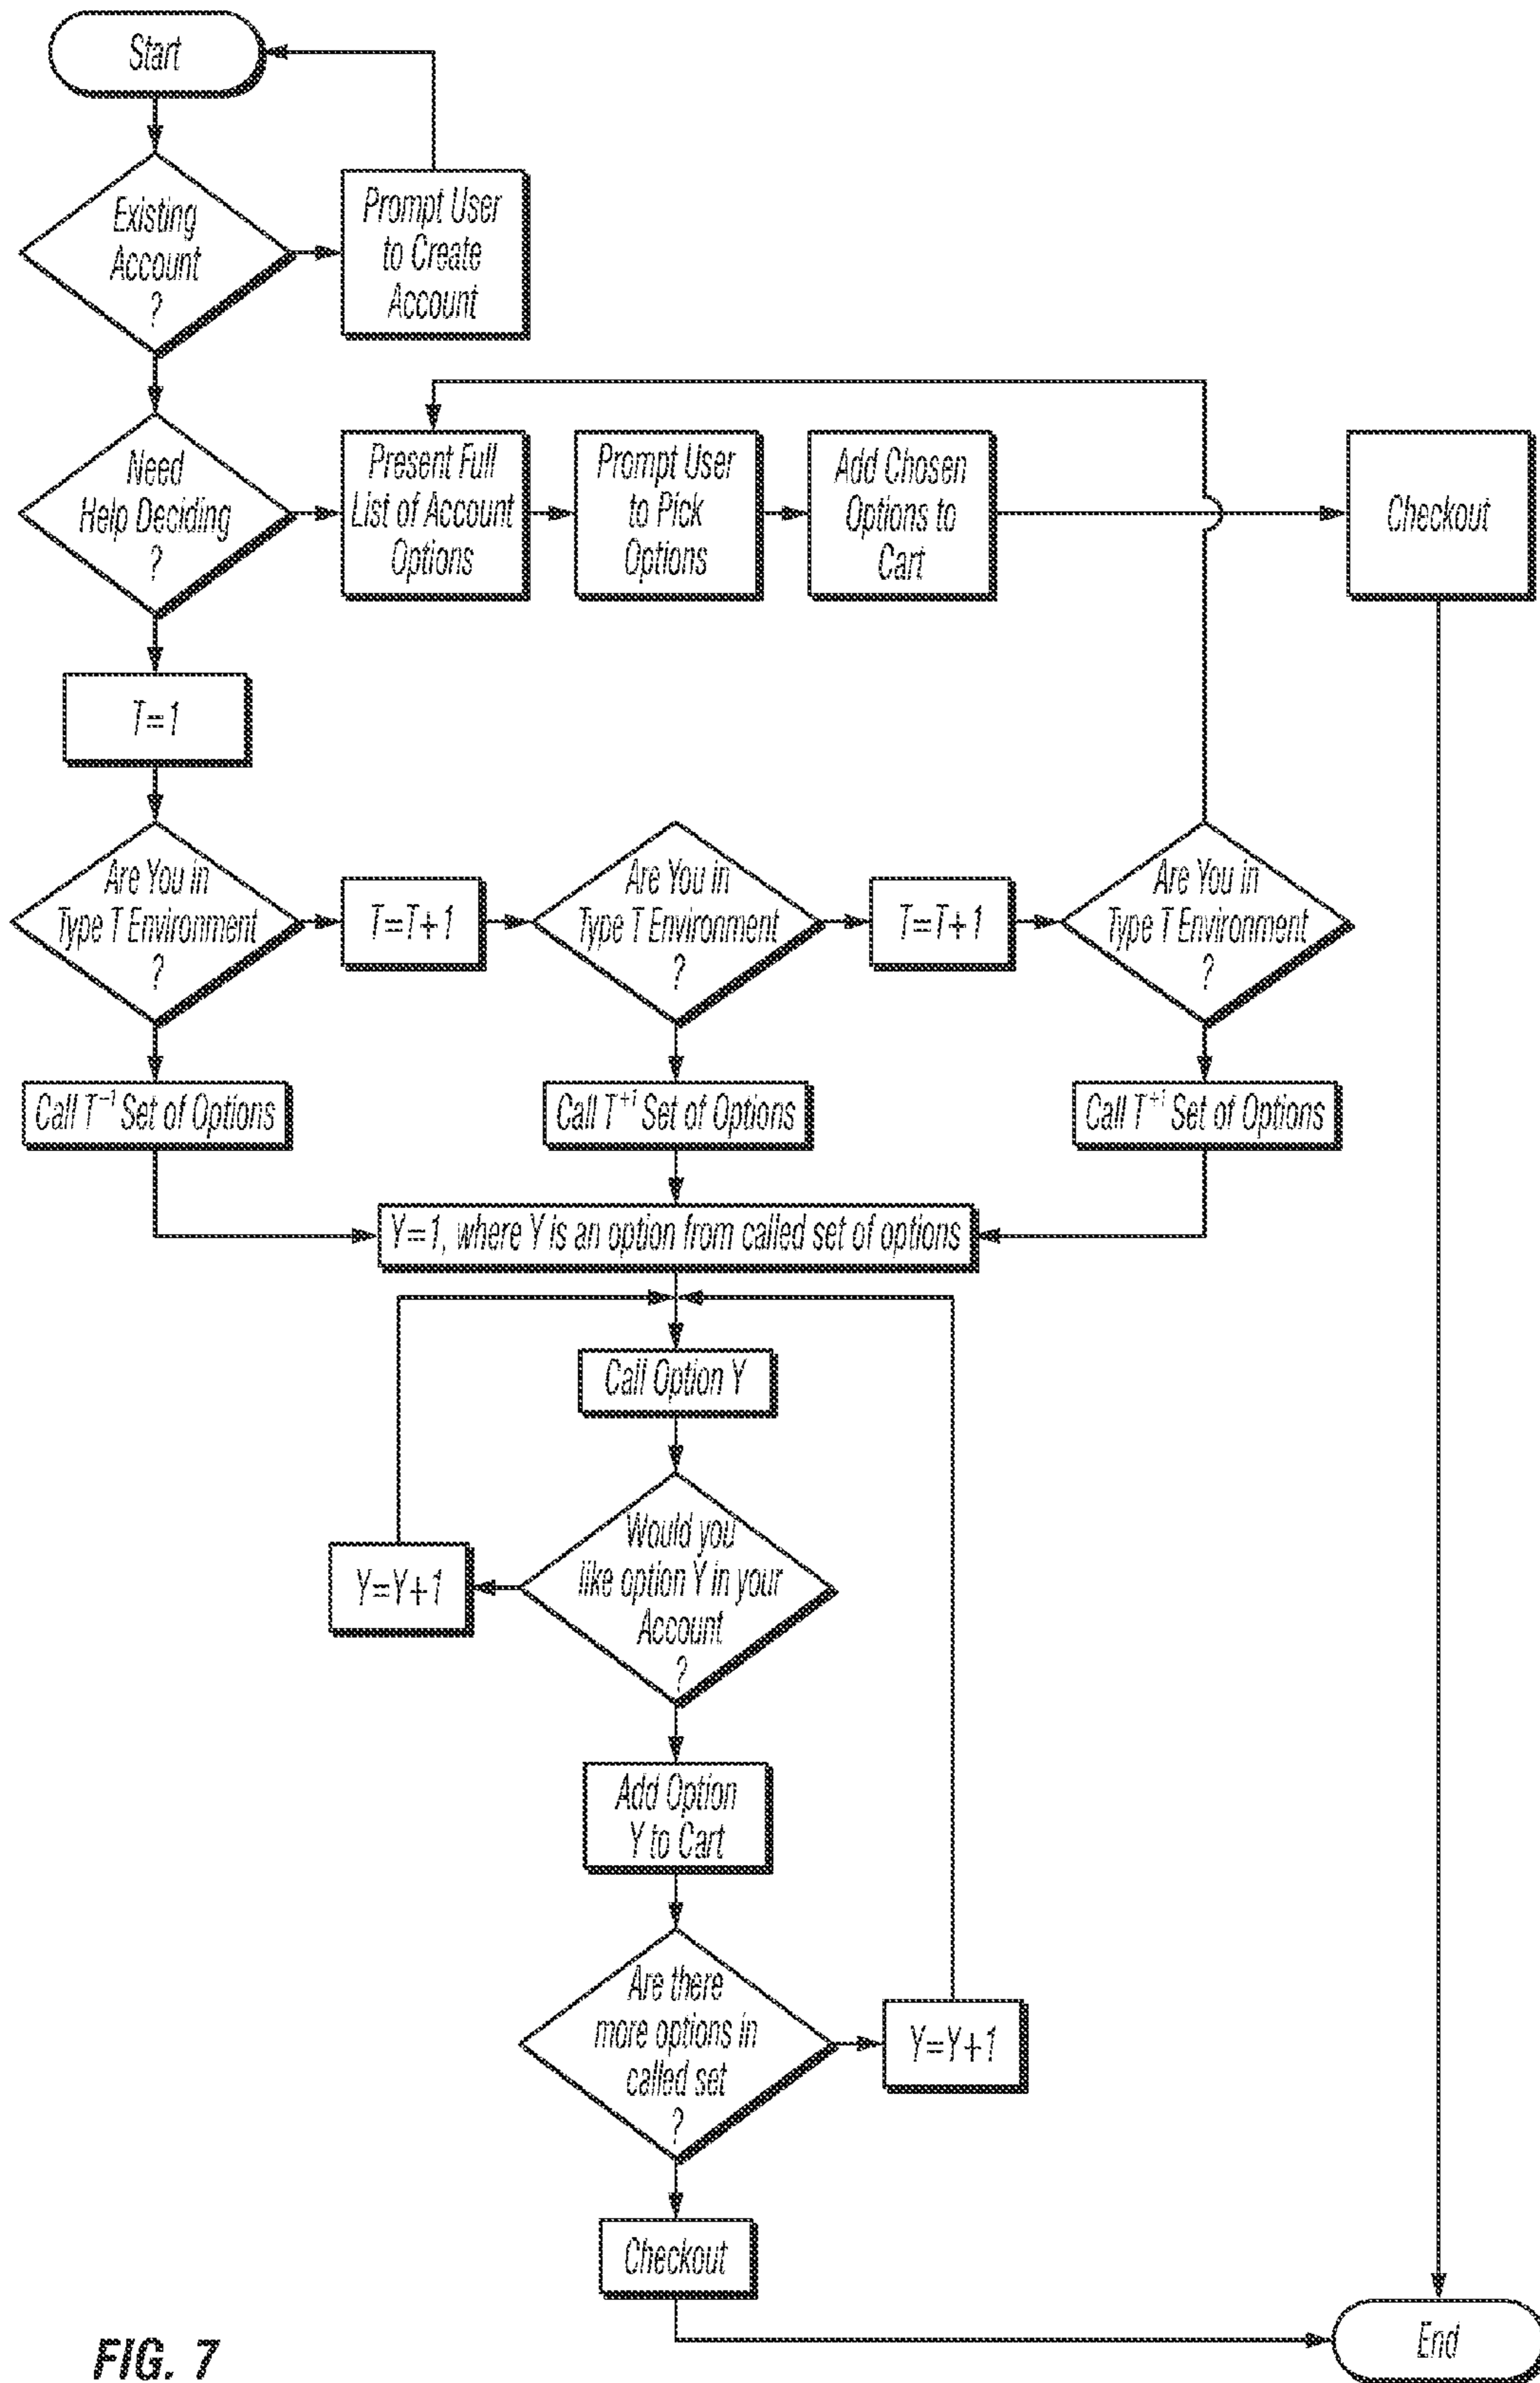 Start
Existing
Account
?
Prompt User
to Create
Account
Need
Help Deciding
?
Present Full
List of Account
Options
Prompt User
to Pick
Options
Add Chosen
Options to
Cart
Checkout
T=1
Are You in
Type T Environment
?
T=T+1
Are You in
Type T Environment
?
T=T+1
Are You in
Type T Environment
?
Call T⁻¹ Set of Options
Call T⁺¹ Set of Options
Call T⁺¹ Set of Options
Y=1, where Y is an option from called set of options
Call Option Y
Would you
like option Y in your
Account
?
Y=Y+1
Add Option
Y to Cart
Are there
more options in
called set
?
Y=Y+1
Checkout
End
FIG. 7